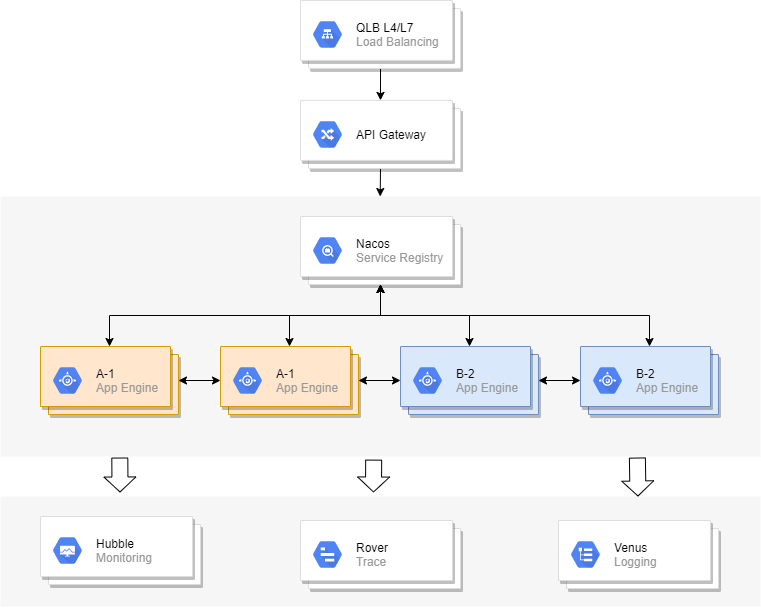 QLB L4/L7
Load Balancing
API Gateway
Nacos
Service Registry
A-1
App Engine
A-1
App Engine
B-2
App Engine
B-2
App Engine
Hubble
Monitoring
Rover
Trace
Venus
Logging